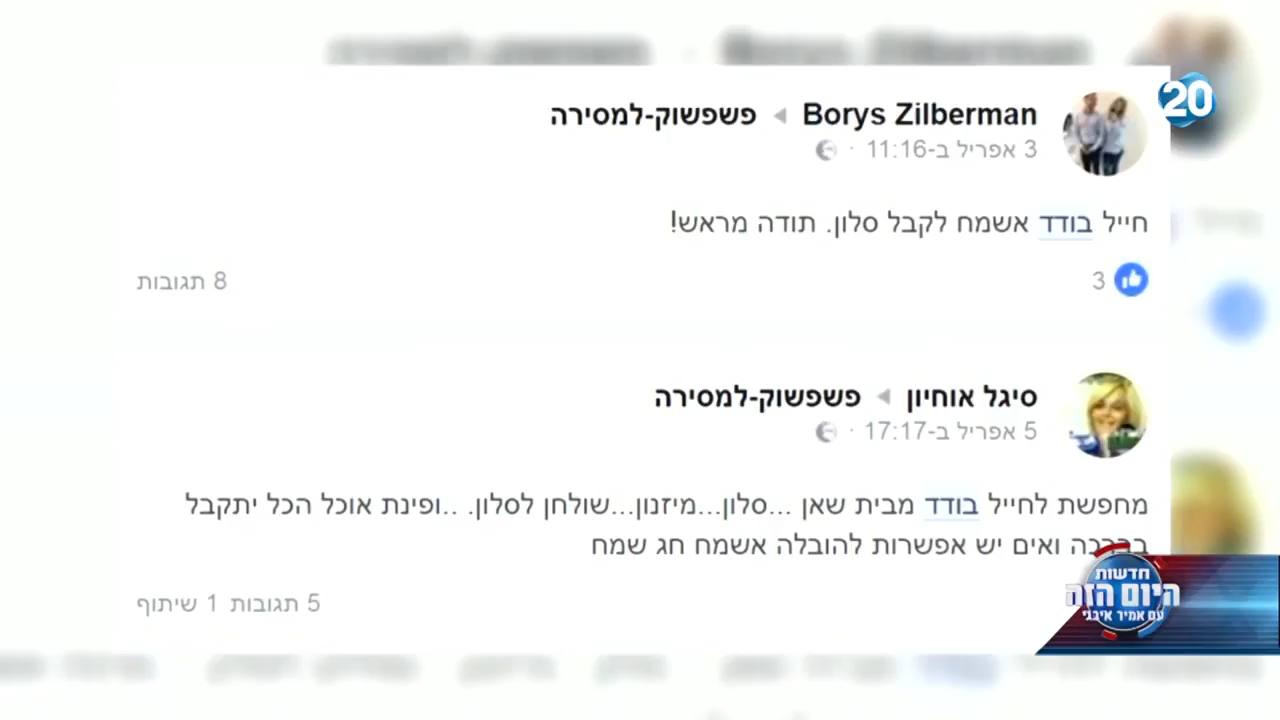 20
Borys Zilberman ◄ פשפשוק-למסירה
3 אפריל ב-11:16 ·
חייל בודד אשמח לקבל סלון. תודה מראש!
3
8 תגובות
סיגל אוחיון ◄ פשפשוק-למסירה
5 אפריל ב-17:17 ·
מחפשת לחייל בודד מבית שאן ...סלון...מיזנון...שולחן לסלון. ..ופינת אוכל הכל יתקבל
בברכה ואים יש אפשרות להובלה אשמח חג שמח
5 תגובות 1 שיתוף
חדשות
היום הזה
עם אמיר איבגי